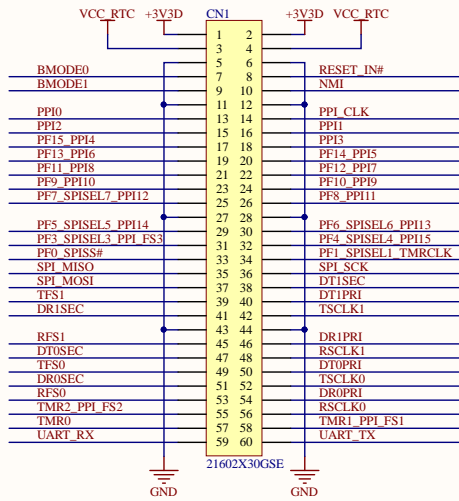 VCC_RTC +3V3D CN1 +3V3D VCC_RTC
1 2
3 4
5 6
BMODE0 7 8 RESET_IN#
BMODE1 9 10 NMI
11 12
PPI0 13 14 PPI_CLK
PPI2 15 16 PPI1
PF15_PPI4 17 18 PPI3
PF13_PPI6 19 20 PF14_PPI5
PF11_PPI8 21 22 PF12_PPI7
PF9_PPI10 23 24 PF10_PPI9
PF7_SPISEL7_PPI12 25 26 PF8_PPI11
27 28
PF5_SPISEL5_PPI14 29 30 PF6_SPISEL6_PPI13
PF3_SPISEL3_PPI_FS3 31 32 PF4_SPISEL4_PPI15
PF0_SPISS# 33 34 PF1_SPISEL1_TMRCLK
SPI_MISO 35 36 SPI_SCK
SPI_MOSI 37 38 DT1SEC
TFS1 39 40 DT1PRI
DR1SEC 41 42 TSCLK1
43 44
RFS1 45 46 DR1PRI
DT0SEC 47 48 RSCLK1
TFS0 49 50 DT0PRI
DR0SEC 51 52 TSCLK0
RFS0 53 54 DR0PRI
TMR2_PPI_FS2 55 56 RSCLK0
TMR0 57 58 TMR1_PPI_FS1
UART_RX 59 60 UART_TX
21602X30GSE
GND GND